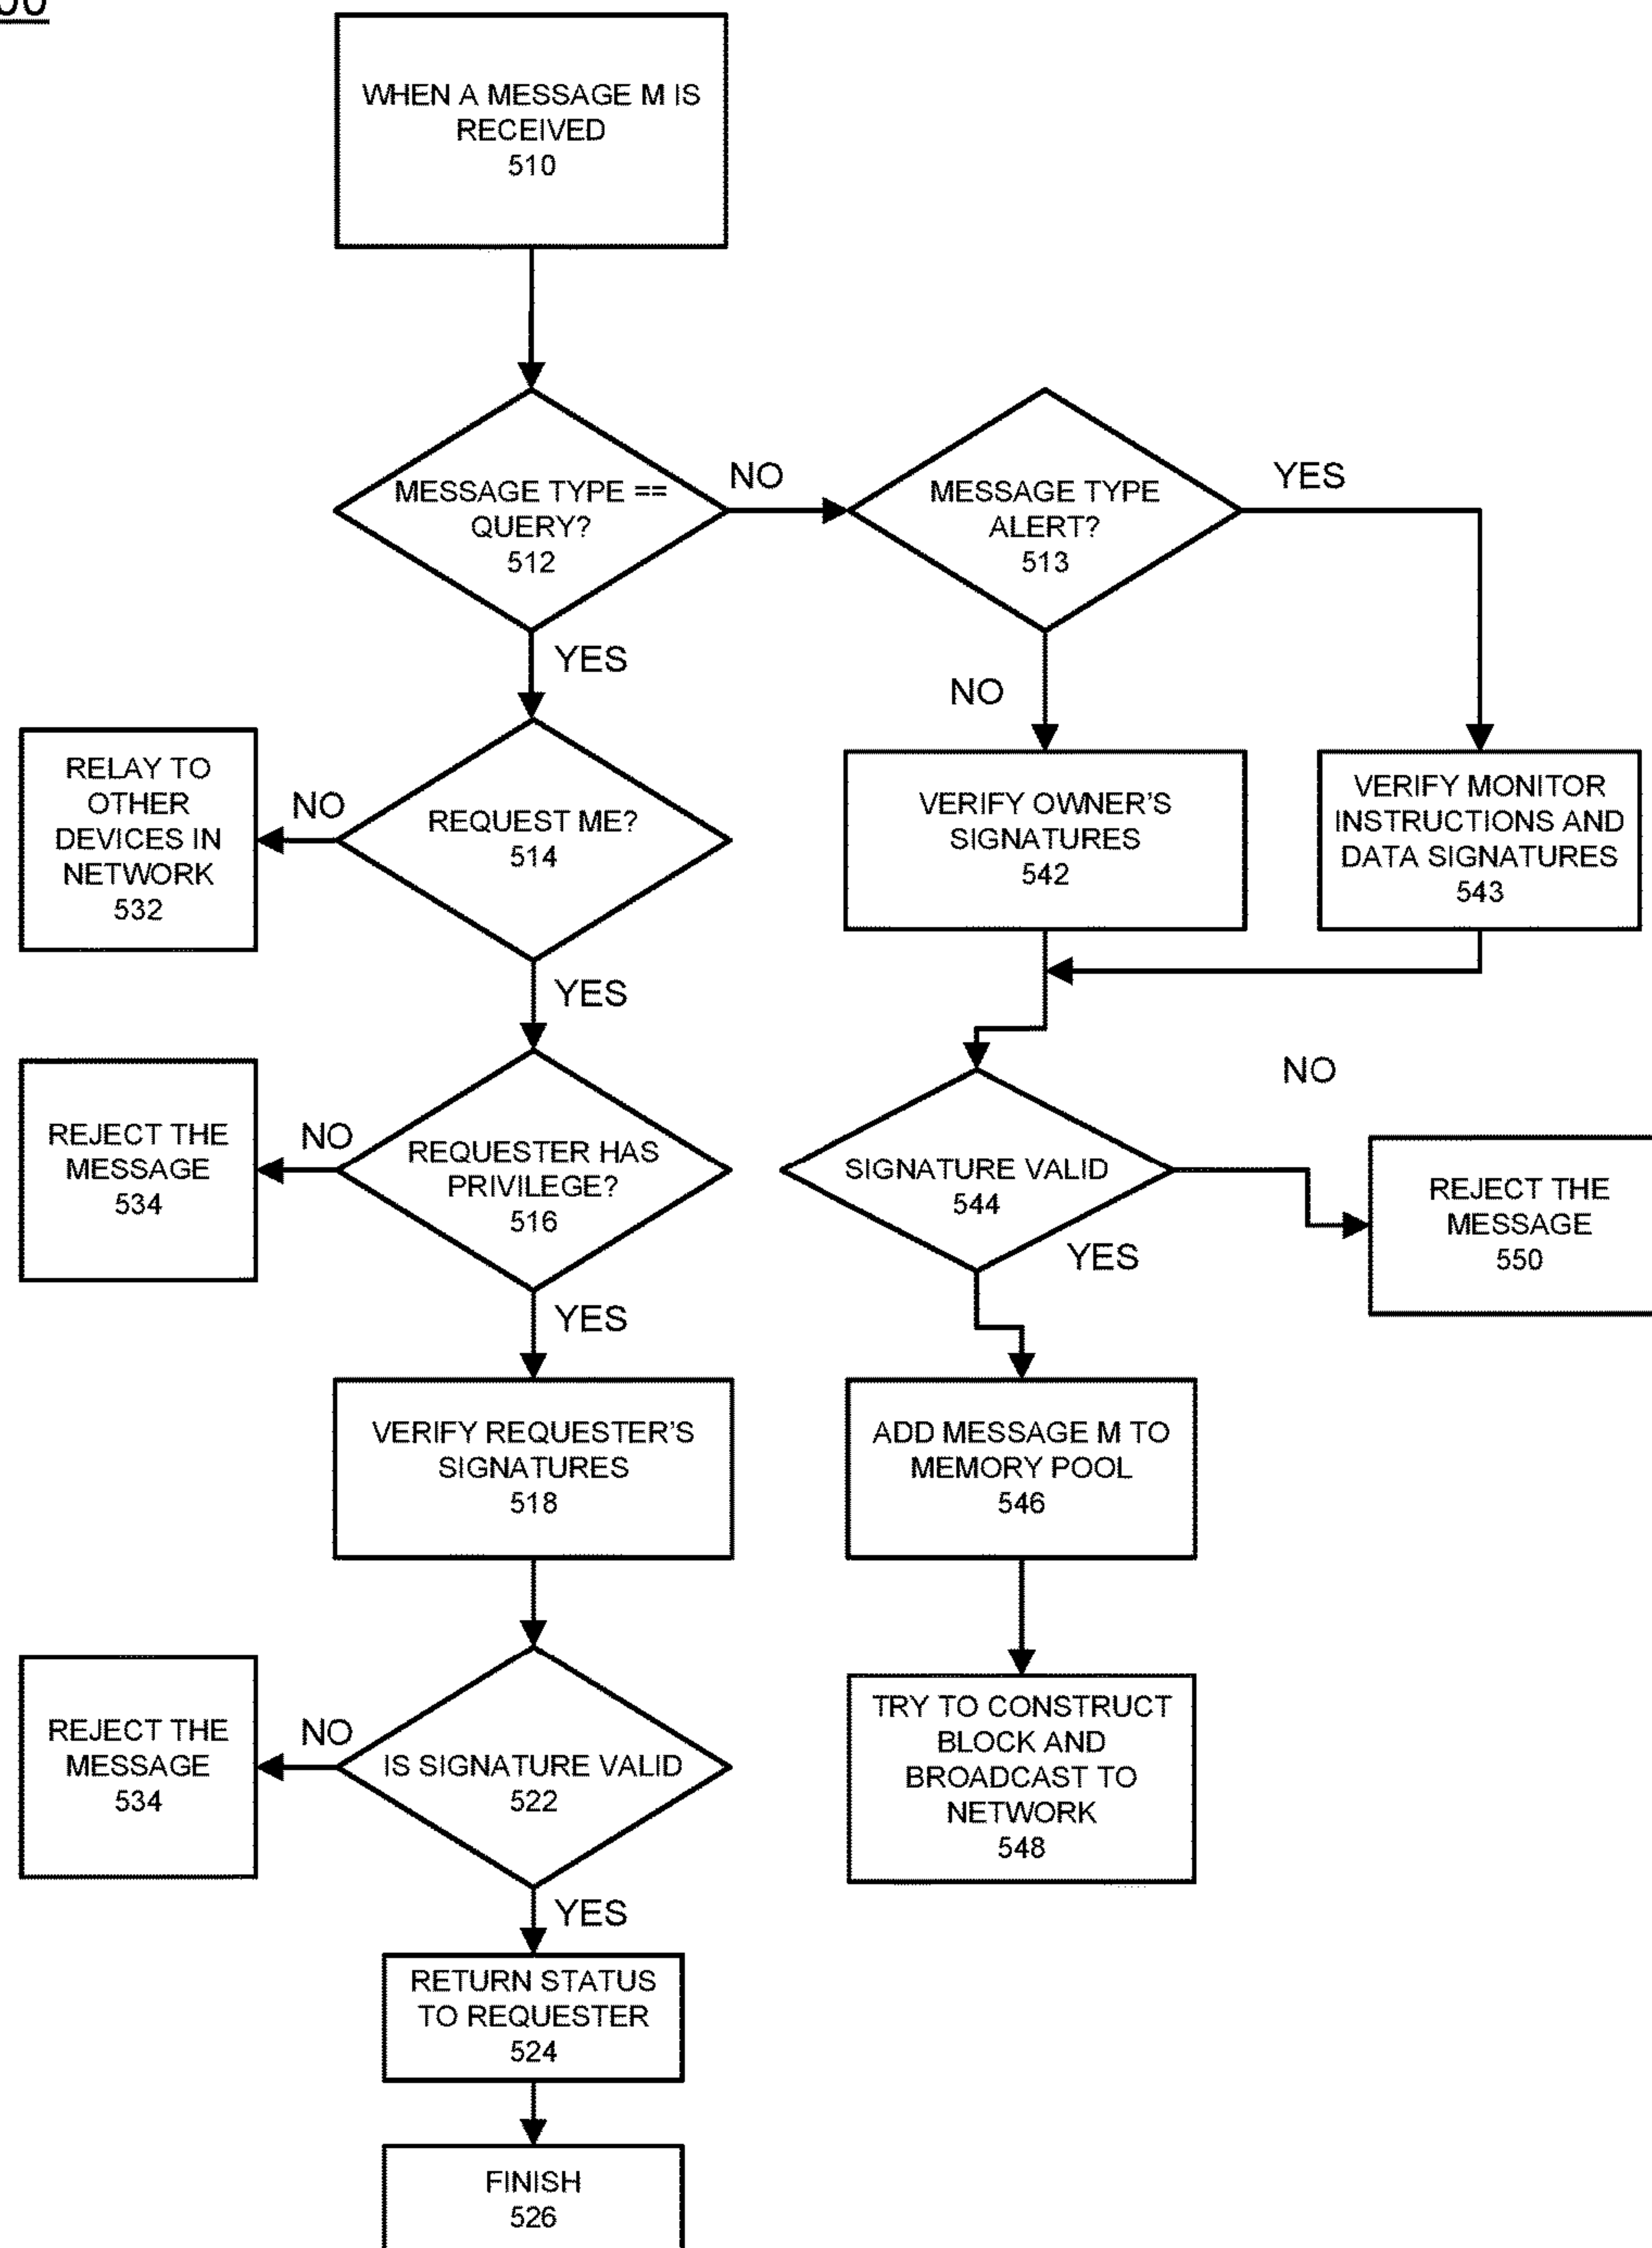 WHEN A MESSAGE M IS
RECEIVED
510
MESSAGE TYPE ==
QUERY?
512
NO
MESSAGE TYPE
ALERT?
513
YES
YES
NO
RELAY TO
OTHER
DEVICES IN
NETWORK
532
NO
REQUEST ME?
514
VERIFY OWNER'S
SIGNATURES
542
VERIFY MONITOR
INSTRUCTIONS AND
DATA SIGNATURES
543
YES
REJECT THE
MESSAGE
534
NO
REQUESTER HAS
PRIVILEGE?
516
SIGNATURE VALID
544
NO
YES
REJECT THE
MESSAGE
550
YES
VERIFY REQUESTER'S
SIGNATURES
518
ADD MESSAGE M TO
MEMORY POOL
546
REJECT THE
MESSAGE
534
NO
IS SIGNATURE VALID
522
TRY TO CONSTRUCT
BLOCK AND
BROADCAST TO
NETWORK
548
YES
RETURN STATUS
TO REQUESTER
524
FINISH
526